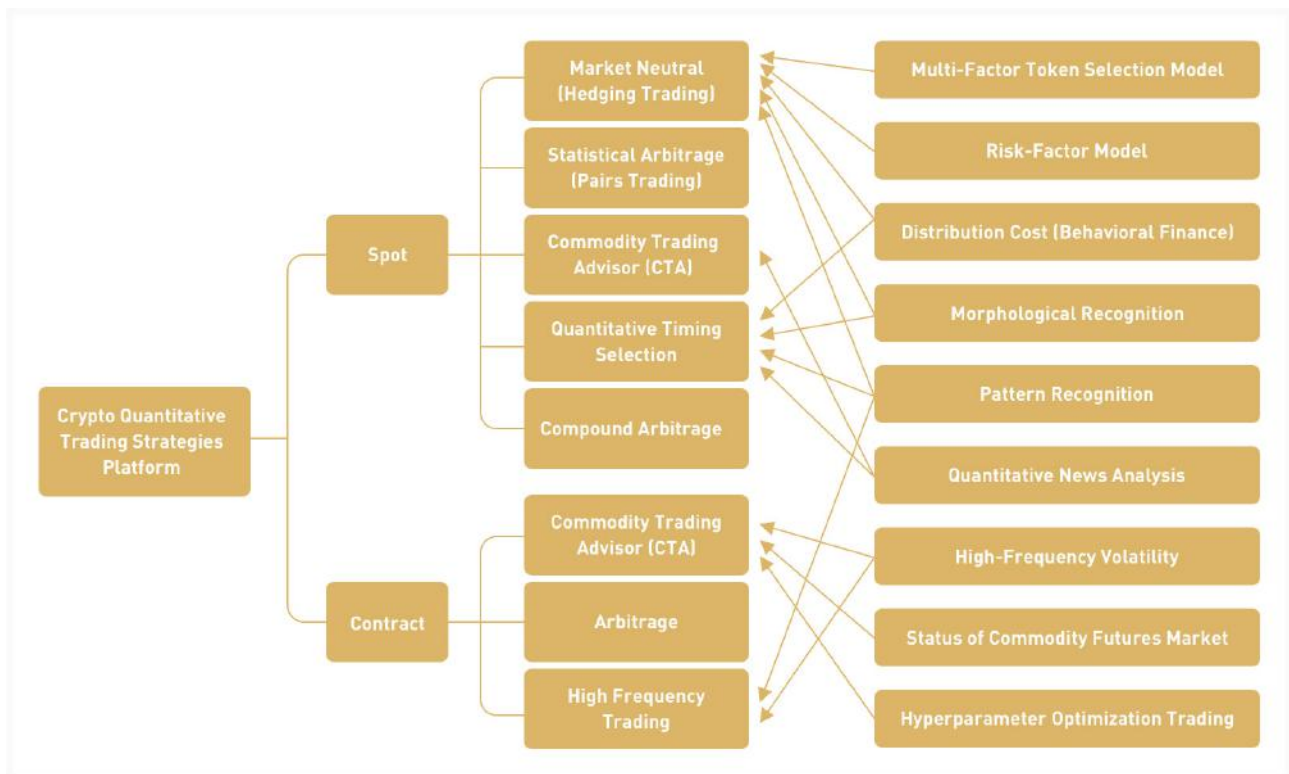 Crypto Quantitative
Trading Strategies
Platform
Spot
Contract
Market Neutral
(Hedging Trading)
Statistical Arbitrage
(Pairs Trading)
Commodity Trading
Advisor (CTA)
Quantitative Timing
Selection
Compound Arbitrage
Commodity Trading
Advisor (CTA)
Arbitrage
High Frequency
Trading
Multi-Factor Token Selection Model
Risk-Factor Model
Distribution Cost (Behavioral Finance)
Morphological Recognition
Pattern Recognition
Quantitative News Analysis
High-Frequency Volatility
Status of Commodity Futures Market
Hyperparameter Optimization Trading